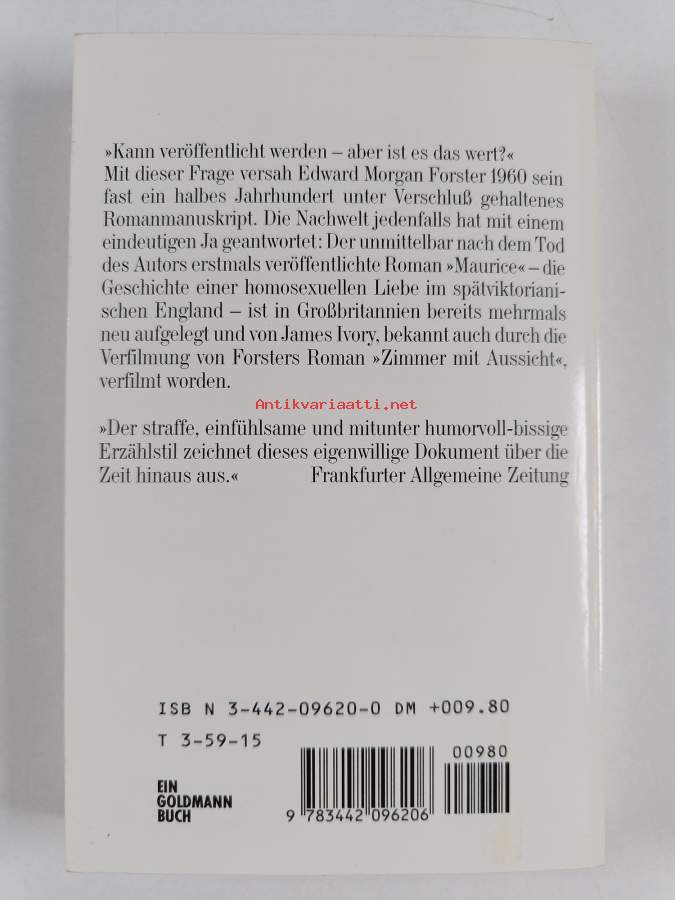 »Kann veröffentlicht werden – aber ist es das wert?«
Mit dieser Frage versah Edward Morgan Forster 1960 sein
fast ein halbes Jahrhundert unter Verschluß gehaltenes
Romanmanuskript. Die Nachwelt jedenfalls hat mit einem
eindeutigen Ja geantwortet: Der unmittelbar nach dem Tod
des Autors erstmals veröffentlichte Roman »Maurice« – die
Geschichte einer homosexuellen Liebe im spätviktoriani-
schen England – ist in Großbritannien bereits mehrmals
neu aufgelegt und von James Ivory, bekannt auch durch die
Verfilmung von Forsters Roman »Zimmer mit Aussicht«,
verfilmt worden.
Antikvariaatti.net
»Der straffe, einfühlsame und mitunter humorvoll-bissige
Erzählstil zeichnet dieses eigenwillige Dokument über die
Zeit hinaus aus.« Frankfurter Allgemeine Zeitung
ISBN 3-442-09620-0 DM +009.80
T 3-59-15
00980
EIN
GOLDMANN
BUCH
9 783442 096206